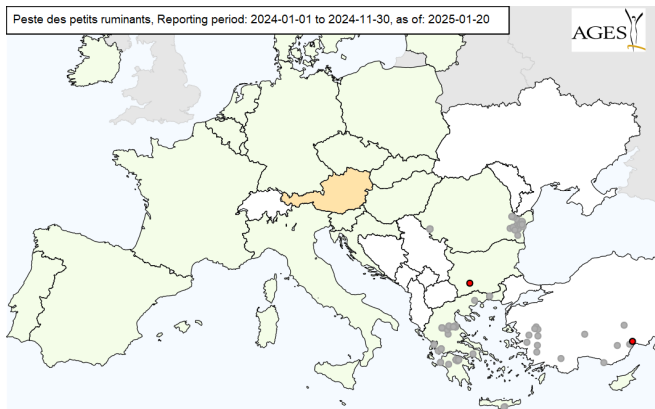 Peste des petits ruminants, Reporting period: 2024-01-01 to 2024-11-30, as of: 2025-01-20
AGES